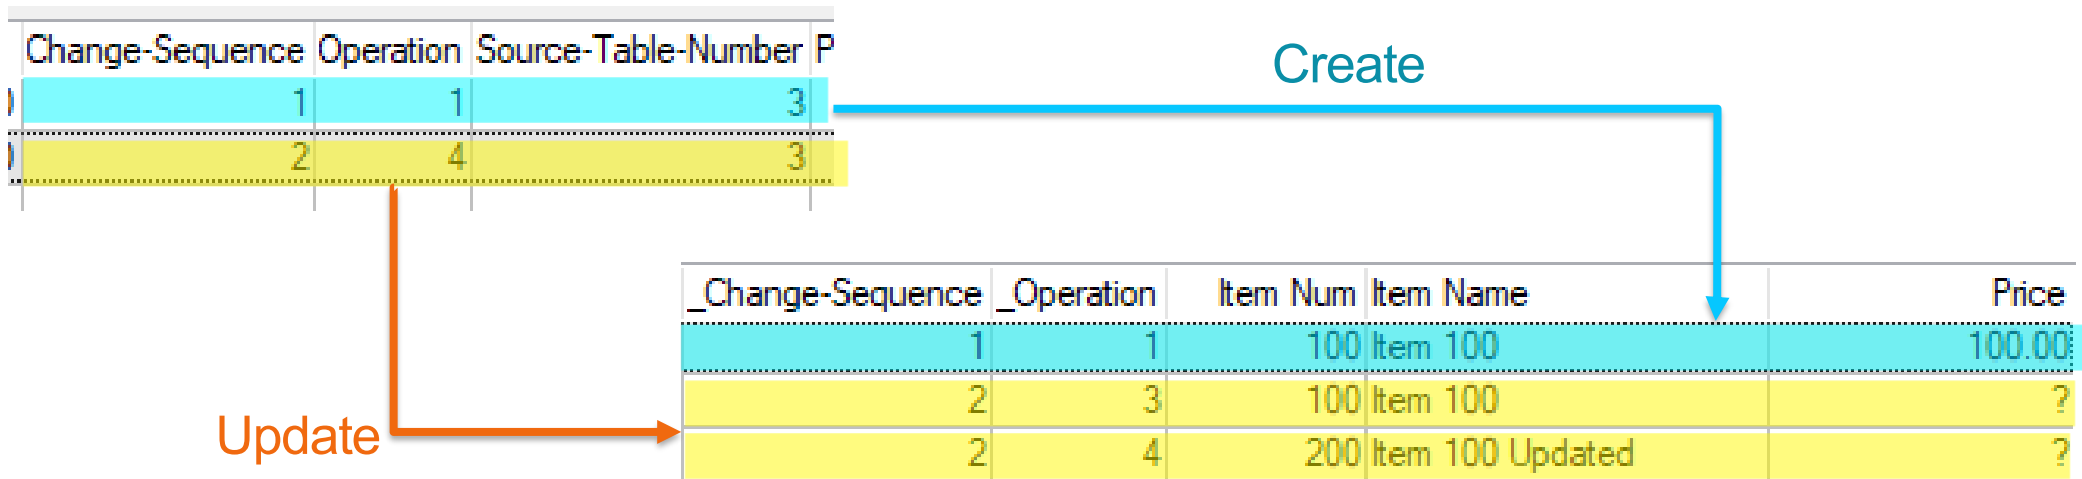 Change-Sequence Operation Source-Table-Number P
1 1 3
2 4 3
Create
_Change-Sequence _Operation Item Num Item Name Price
1 1 100 Item 100 100.00
2 3 100 Item 100 ?
Update
2 4 200 Item 100 Updated ?